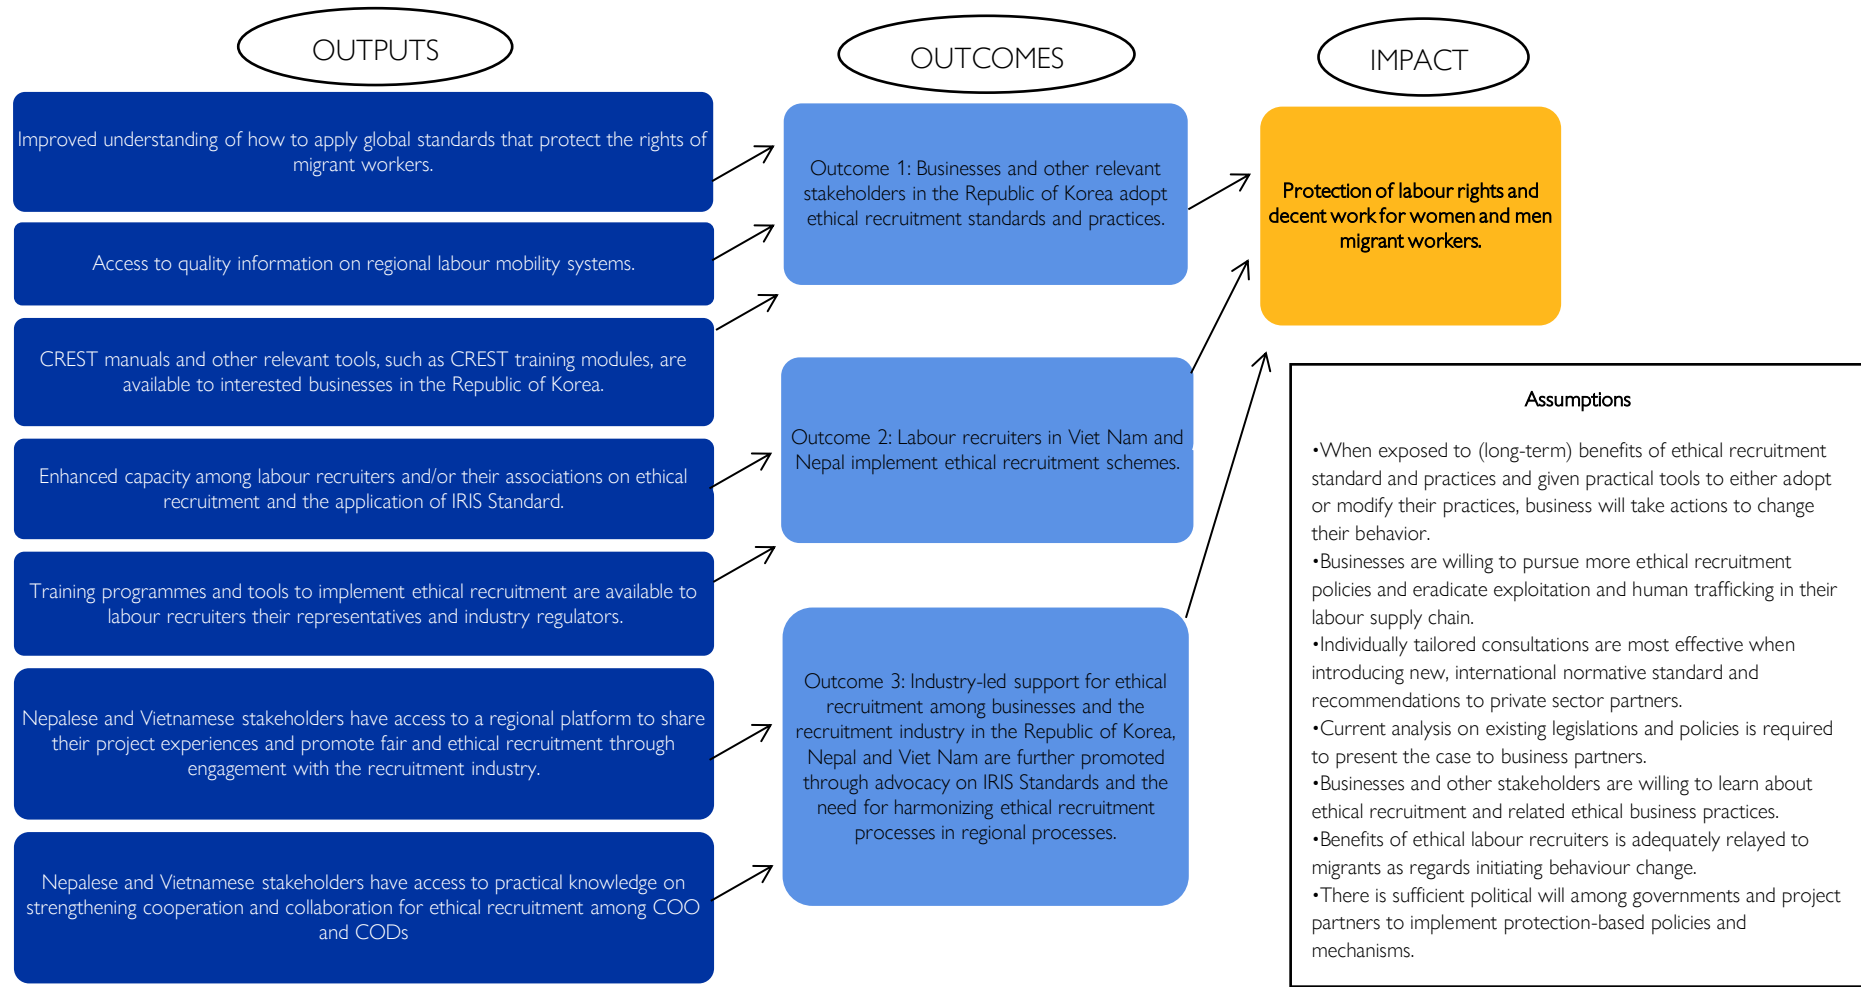 OUTPUTS
Improved understanding of how to apply global standards that protect the rights of
migrant workers.
Access to quality information on regional labour mobility systems.
CREST manuals and other relevant tools, such as CREST training modules, are
available to interested businesses in the Republic of Korea.
Enhanced capacity among labour recruiters and/or their associations on ethical
recruitment and the application of IRIS Standard.
Training programmes and tools to implement ethical recruitment are available to
labour recruiters their representatives and industry regulators.
Nepalese and Vietnamese stakeholders have access to a regional platform to share
their project experiences and promote fair and ethical recruitment through
engagement with the recruitment industry.
Nepalese and Vietnamese stakeholders have access to practical knowledge on
strengthening cooperation and collaboration for ethical recruitment among COO
and CODs
OUTCOMES
Outcome 1: Businesses and other relevant
stakeholders in the Republic of Korea adopt
ethical recruitment standards and practices.
Outcome 2: Labour recruiters in Viet Nam and
Nepal implement ethical recruitment schemes.
Outcome 3: Industry-led support for ethical
recruitment among businesses and the
recruitment industry in the Republic of Korea,
Nepal and Viet Nam are further promoted
through advocacy on IRIS Standards and the
need for harmonizing ethical recruitment
processes in regional processes.
IMPACT
Protection of labour rights and
decent work for women and men
migrant workers.
Assumptions
•When exposed to (long-term) benefits of ethical recruitment
standard and practices and given practical tools to either adopt
or modify their practices, business will take actions to change
their behavior.
•Businesses are willing to pursue more ethical recruitment
policies and eradicate exploitation and human trafficking in their
labour supply chain.
•Individually tailored consultations are most effective when
introducing new, international normative standard and
recommendations to private sector partners.
•Current analysis on existing legislations and policies is required
to present the case to business partners.
•Businesses and other stakeholders are willing to learn about
ethical recruitment and related ethical business practices.
•Benefits of ethical labour recruiters is adequately relayed to
migrants as regards initiating behaviour change.
•There is sufficient political will among governments and project
partners to implement protection-based policies and
mechanisms.